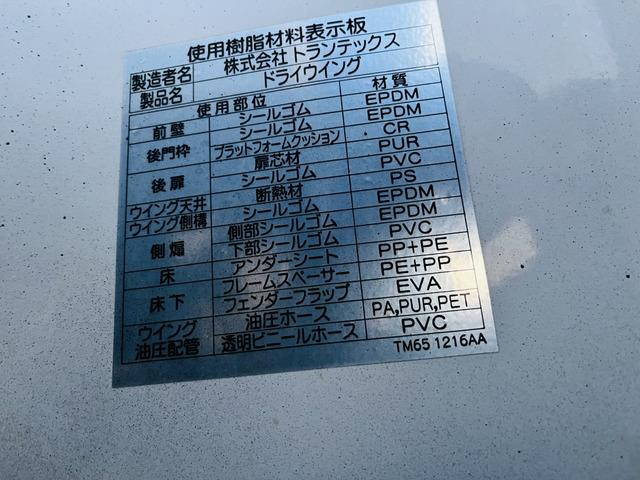 使用樹脂材料表示板
製造者名 株式会社 トランテックス
製品名 ドライウイング
使用部位 材質
前壁 シールゴム EPDM
後門枠 シールゴム EPDM
プラットフォームクッション CR
後扉 扉芯材 PUR
シールゴム PVC
ウイング天井 断熱材 PS
ウイング側構 シールゴム EPDM
側煽 側部シールゴム EPDM
下部シールゴム PVC
床 アンダーシート PP+PE
床下 フレームスペーサー PE+PP
フェンダーフラップ EVA
ウイング 油圧ホース PA,PUR,PET
油圧配管 透明ビニールホース PVC
TM65 1216AA